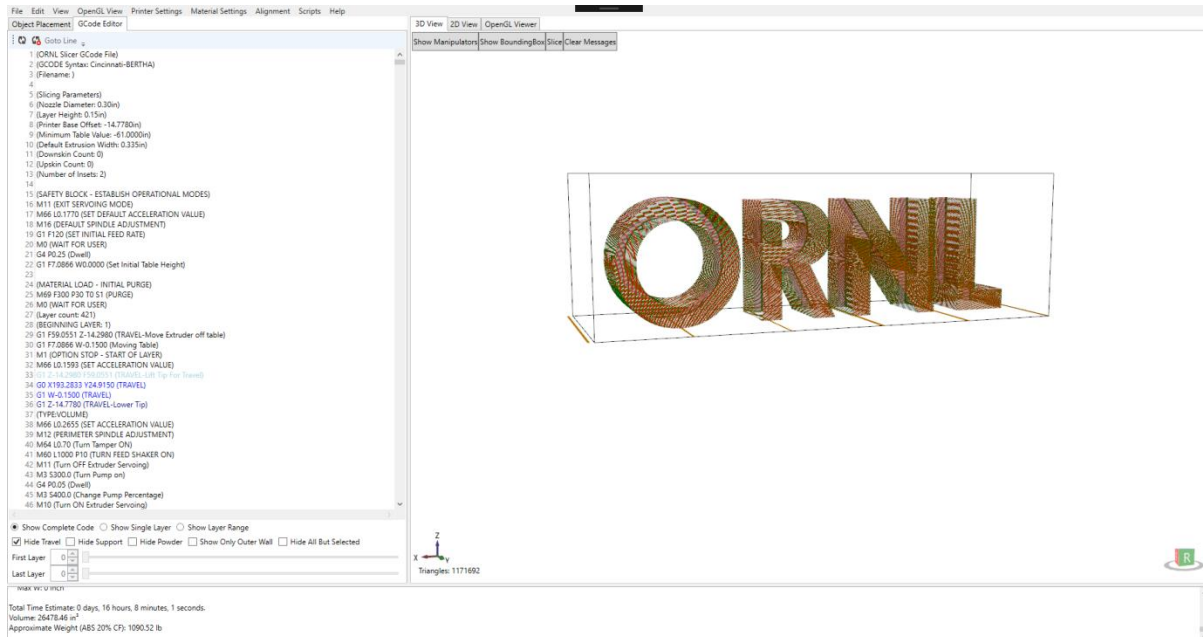 File Edit View OpenGL View Printer Settings Material Settings Alignment Scripts Help
Object Placement GCode Editor
Goto Line
1 (ORNL Slicer GCode File)
2 (GCODE Syntax: Cincinnati-BERTHA)
3 (Filename: )
4
5 (Slicing Parameters)
6 (Nozzle Diameter: 0.30in)
7 (Layer Height: 0.15in)
8 (Printer Base Offset: -14.7780in)
9 (Minimum Table Value: -61.0000in)
10 (Default Extrusion Width: 0.335in)
11 (Downskin Count: 0)
12 (Upskin Count: 0)
13 (Number of Insets: 2)
14
15 (SAFETY BLOCK - ESTABLISH OPERATIONAL MODES)
16 M11 (EXIT SERVOING MODE)
17 M66 L0.1770 (SET DEFAULT ACCELERATION VALUE)
18 M16 (DEFAULT SPINDLE ADJUSTMENT)
19 G1 F120 (SET INITIAL FEED RATE)
20 M0 (WAIT FOR USER)
21 G4 P0.25 (Dwell)
22 G1 F7.0866 W0.0000 (Set Initial Table Height)
23
24 (MATERIAL LOAD - INITIAL PURGE)
25 M69 F300 P30 T0 S1 (PURGE)
26 M0 (WAIT FOR USER)
27 (Layer count: 421)
28 (BEGINNING LAYER: 1)
29 G1 F59.0551 Z-14.2980 (TRAVEL-Move Extruder off table)
30 G1 F7.0866 W-0.1500 (Moving Table)
31 M1 (OPTION STOP - START OF LAYER)
32 M66 L0.1593 (SET ACCELERATION VALUE)
33 G1 Z-14.2980 F59.0551 (TRAVEL-Lift Tip For Travel)
34 G0 X193.2833 Y24.9150 (TRAVEL)
35 G1 W-0.1500 (TRAVEL)
36 G1 Z-14.7780 (TRAVEL-Lower Tip)
37 (TYPE:VOLUME)
38 M66 L0.2655 (SET ACCELERATION VALUE)
39 M12 (PERIMETER SPINDLE ADJUSTMENT)
40 M64 L0.70 (Turn Tamper ON)
41 M60 L1000 P10 (TURN FEED SHAKER ON)
42 M11 (Turn OFF Extruder Servoing)
43 M3 S300.0 (Turn Pump on)
44 G4 P0.05 (Dwell)
45 M3 S400.0 (Change Pump Percentage)
46 M10 (Turn ON Extruder Servoing)
Show Complete Code Show Single Layer Show Layer Range
Hide Travel Hide Support Hide Powder Show Only Outer Wall Hide All But Selected
First Layer 0
Last Layer 0
3D View 2D View OpenGL Viewer
Show Manipulators Show BoundingBox Slice Clear Messages
ORNL
Z
X Y
Triangles: 1171692
R
Max W: 0 inch
Total Time Estimate: 0 days, 16 hours, 8 minutes, 1 seconds.
Volume: 26478.46 in³
Approximate Weight (ABS 20% CF): 1090.52 lb